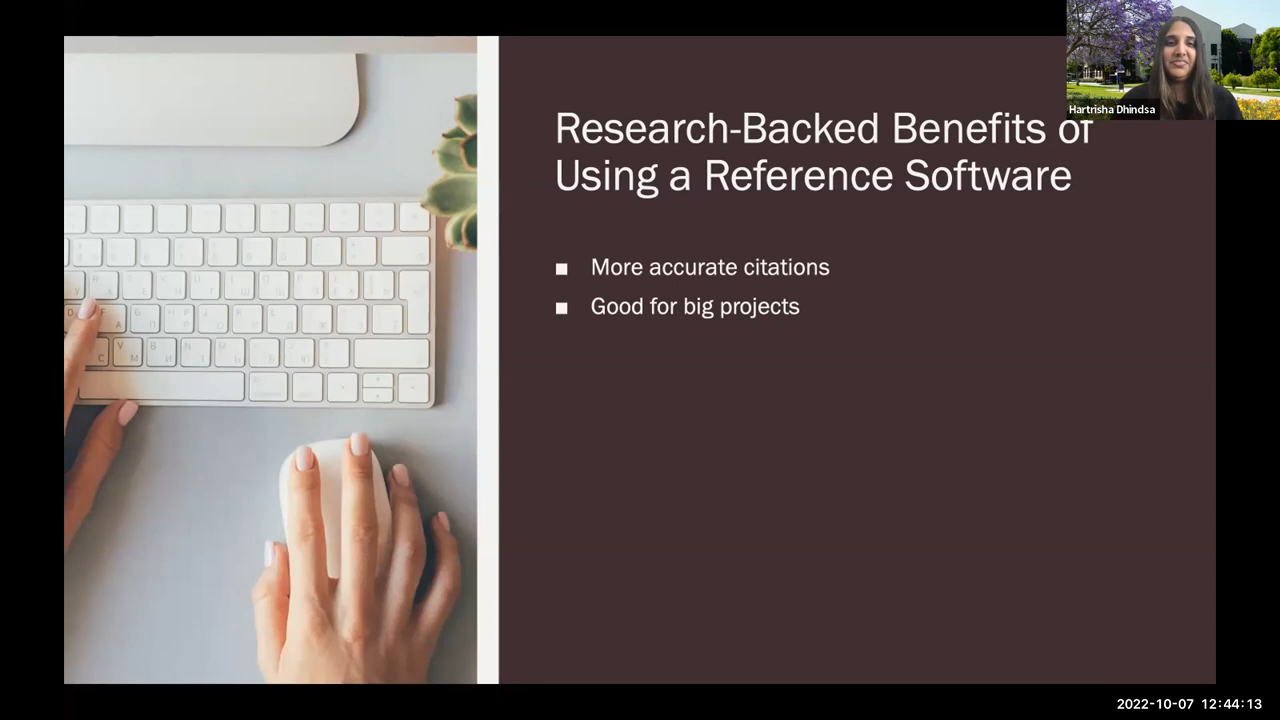 Research-Backed Benefits of
Using a Reference Software
■ More accurate citations
■ Good for big projects
Hartrisha Dhindsa
2022-10-07 12:44:13